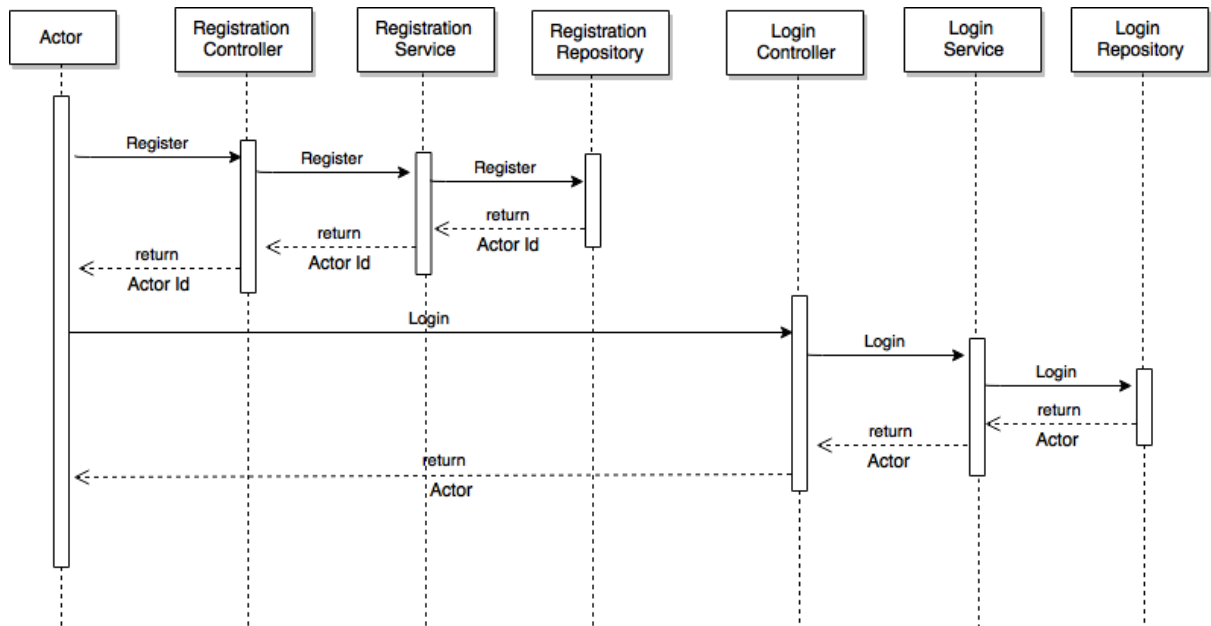 Actor
Registration
Controller
Registration
Service
Registration
Repository
Login
Controller
Login
Service
Login
Repository
Register
Register
Register
return
Actor Id
return
Actor Id
return
Actor Id
Login
Login
Login
return
Actor
return
Actor
return
Actor